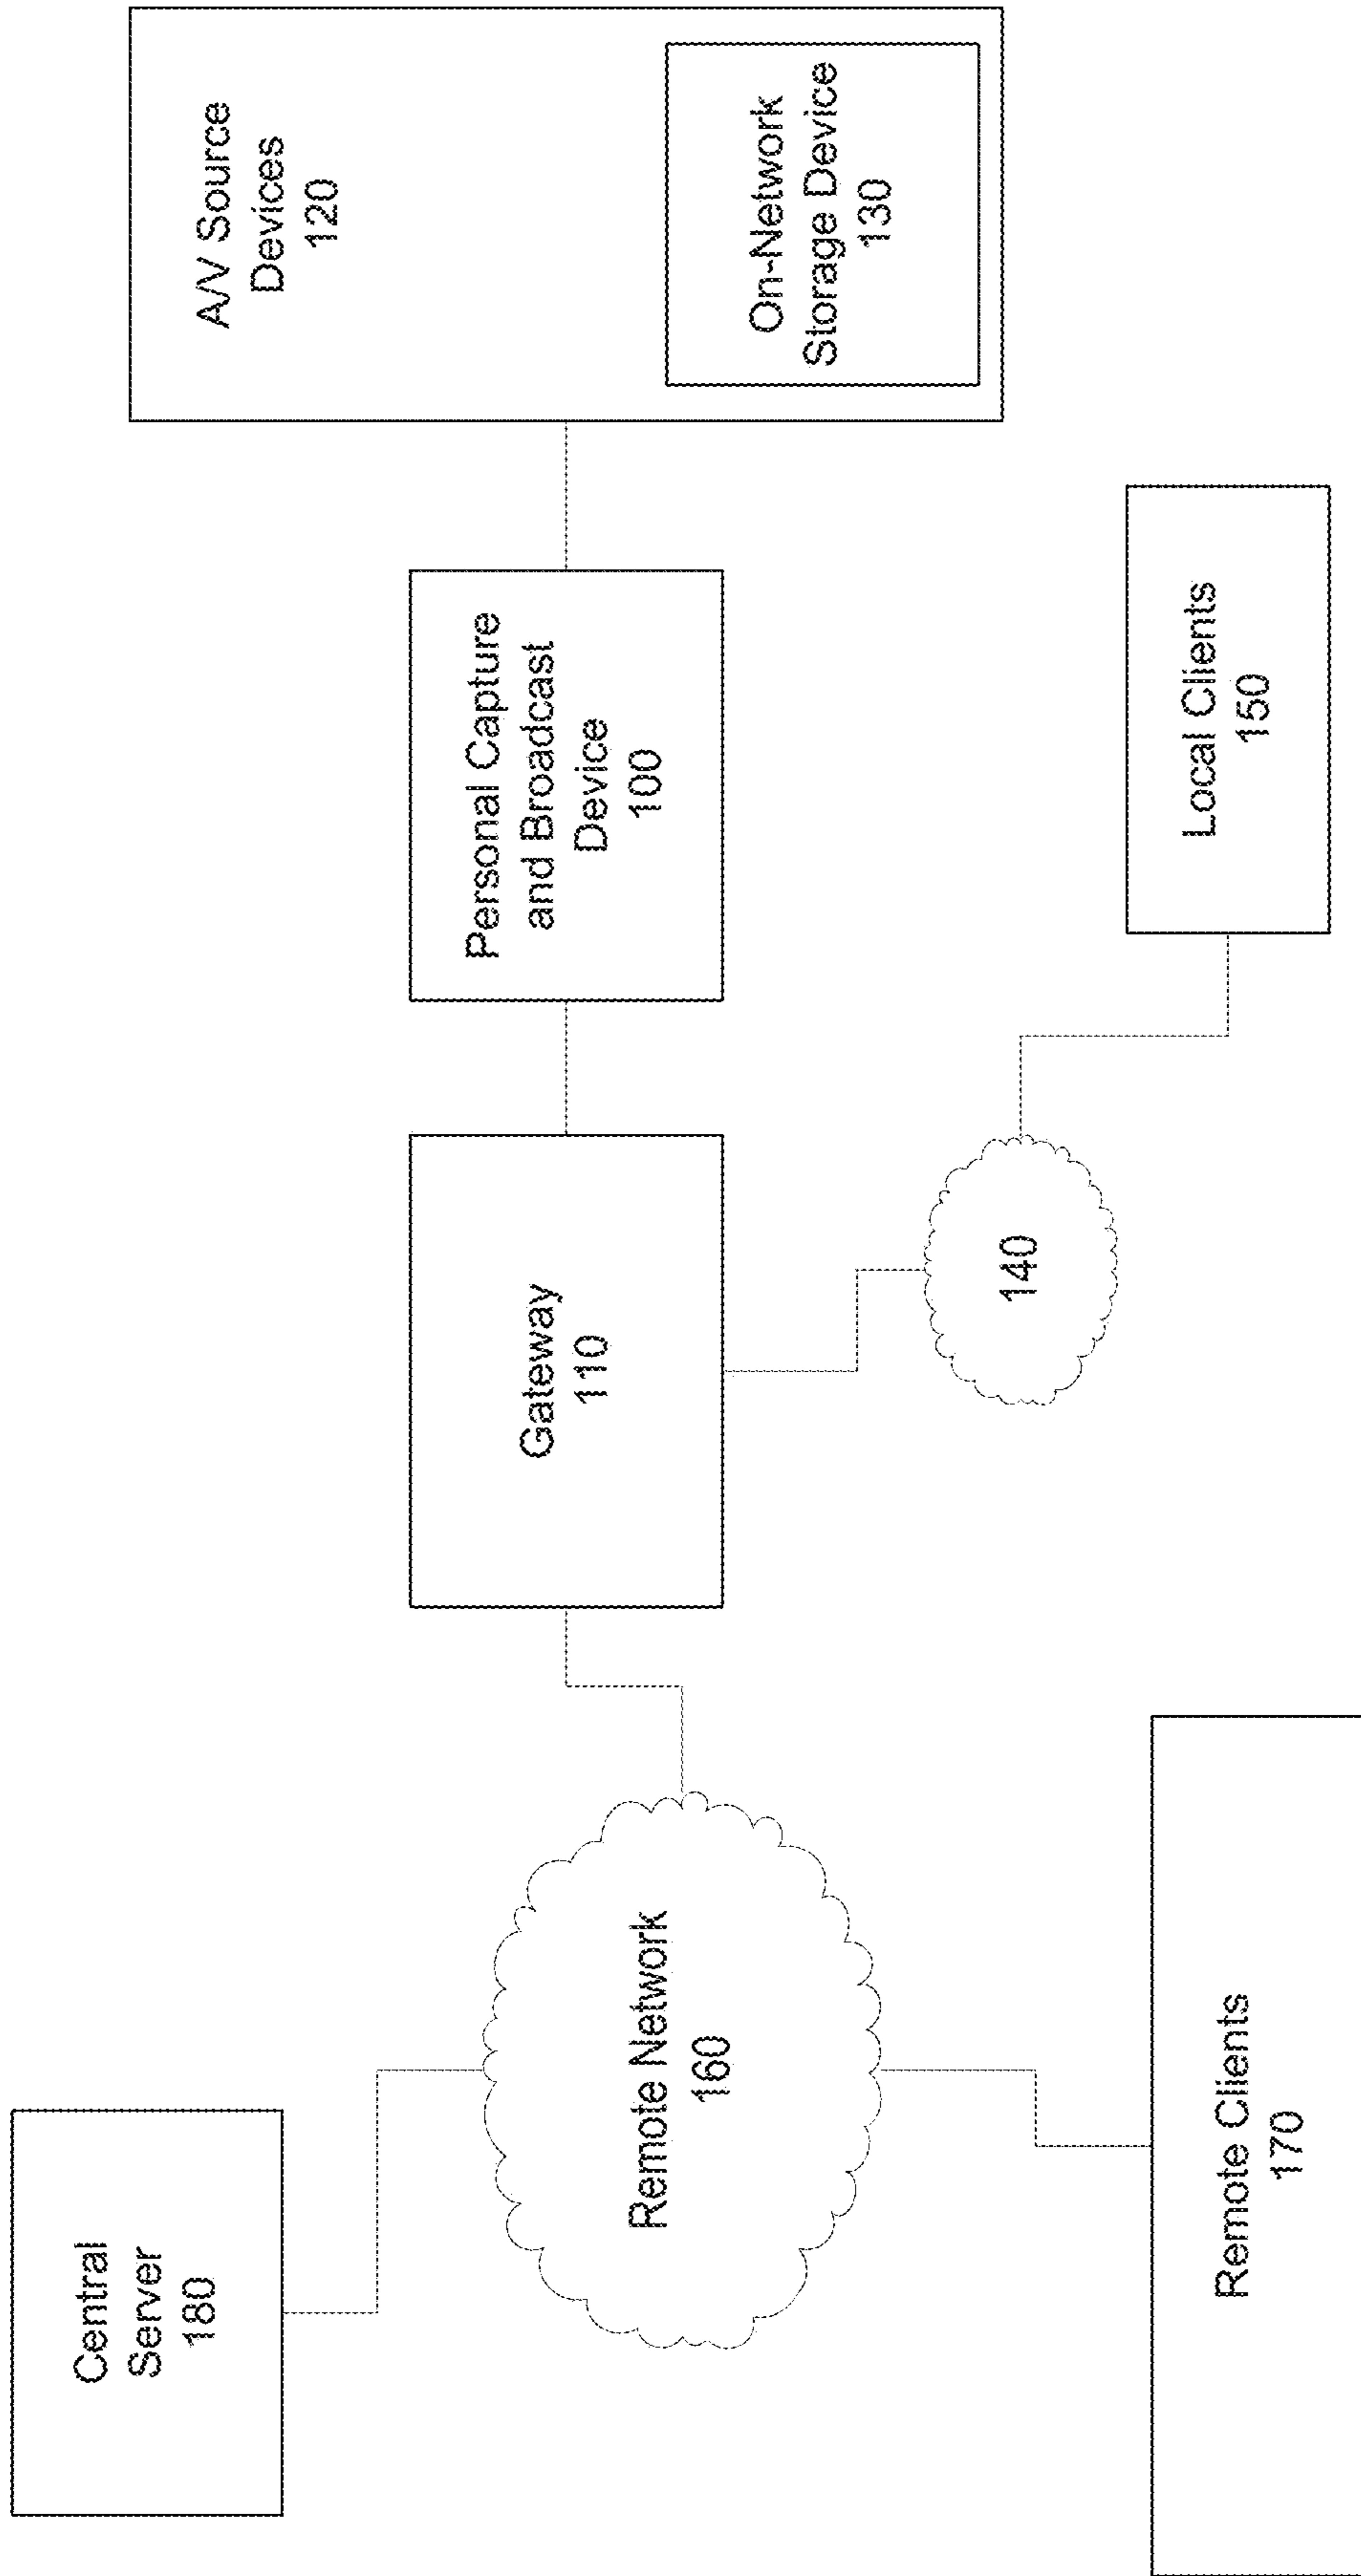 Central
Server
180
Remote Network
160
Remote Clients
170
Gateway
110
140
Personal Capture
and Broadcast
Device
100
Local Clients
150
A/V Source
Devices
120
On-Network
Storage Device
130